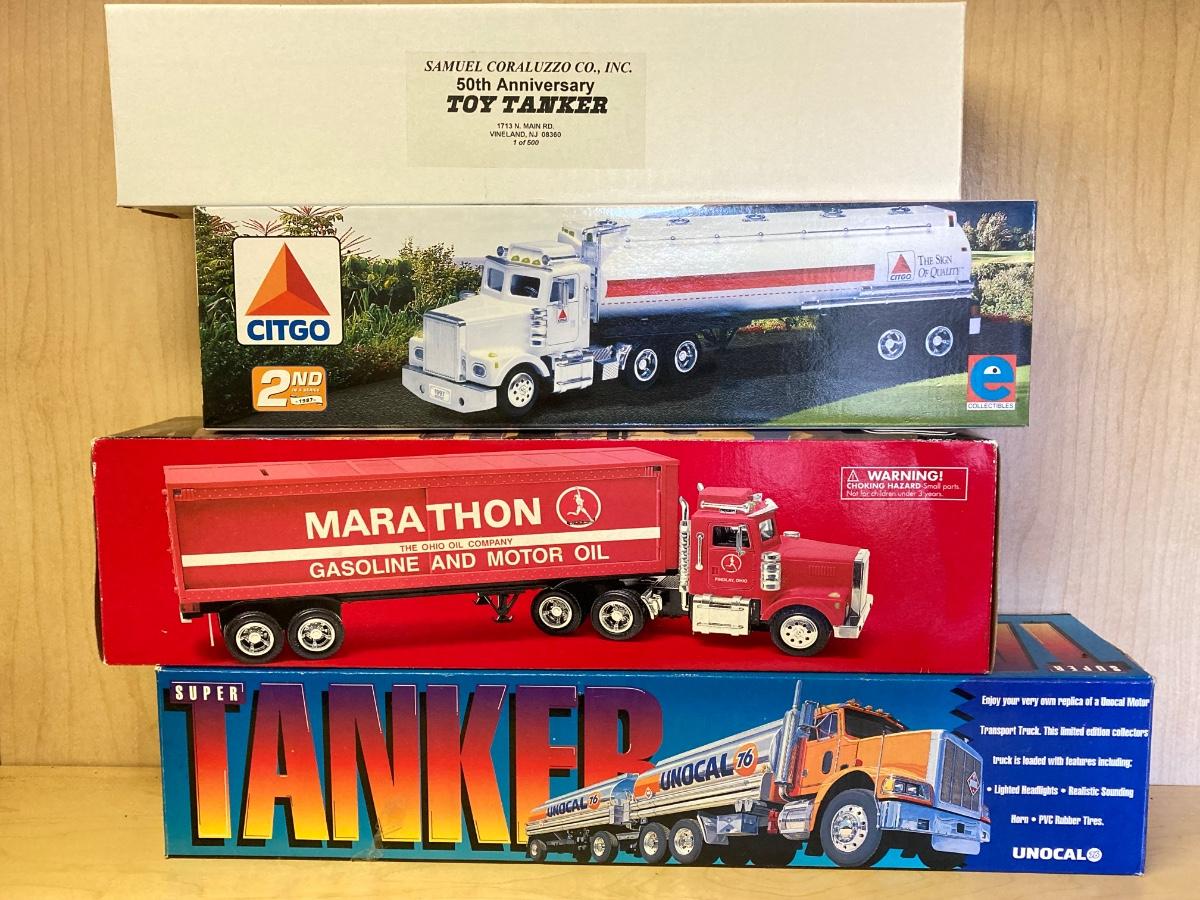 SAMUEL CORALUZZO CO., INC.
50th Anniversary
TOY TANKER
1713 N. MAIN RD.
VINELAND, NJ 08360
1 of 500
CITGO
2ND
IN A SERIES
-1987-
1997
CITGO
THE SIGN
OF QUALITY
e
COLLECTIBLES
MARATHON
THE OHIO OIL COMPANY
GASOLINE AND MOTOR OIL
FINDLAY, OHIO
WARNING!
CHOKING HAZARD-Small parts.
Not for children under 3 years.
SUPER
TANKER
UNOCAL 76
UNOCAL 76
SUPER
Enjoy your very own replica of a Unocal Motor
Transport Truck. This limited edition collectors
truck is loaded with features including:
• Lighted Headlights • Realistic Sounding
Horn • PVC Rubber Tires.
UNOCAL 76